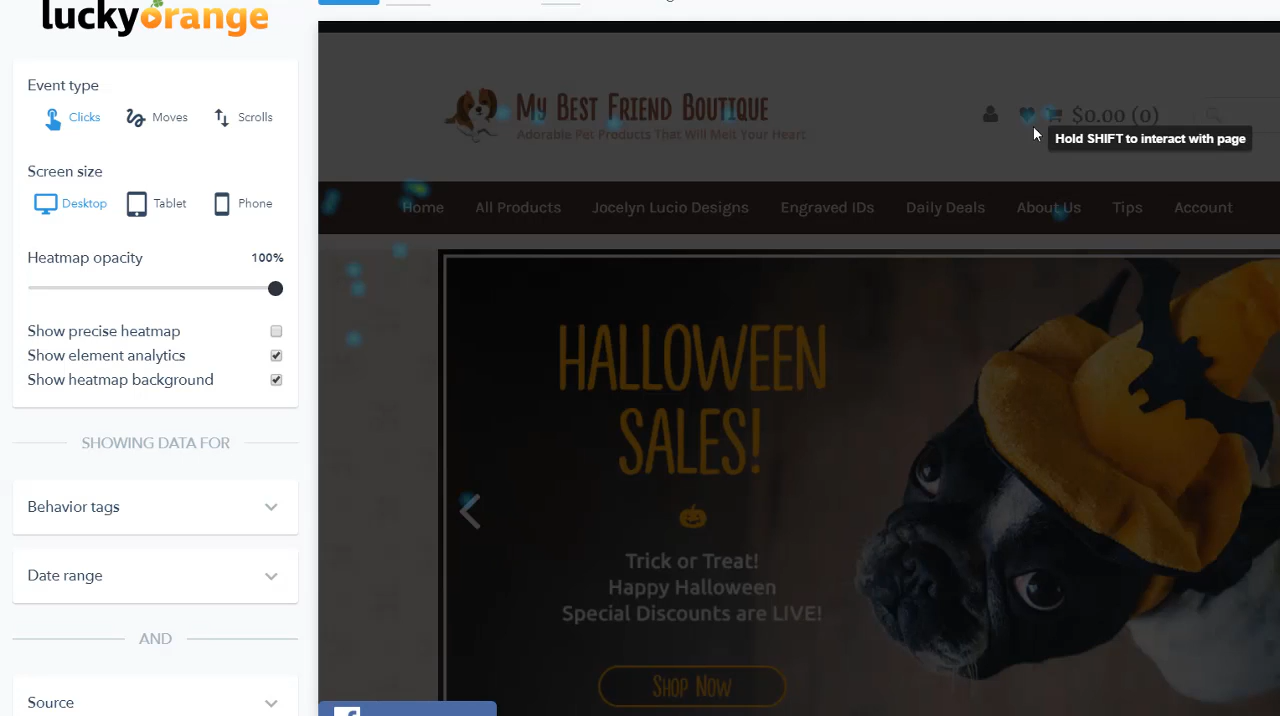 luckyorange
Event type
Clicks Moves Scrolls
Screen size
Desktop Tablet Phone
Heatmap opacity 100%
Show precise heatmap
Show element analytics
Show heatmap background
SHOWING DATA FOR
Behavior tags
Date range
AND
Source
My Best Friend Boutique
Adorable Pet Products That Will Melt Your Heart
$0.00 (0)
Hold SHIFT to interact with page
Home All Products Jocelyn Lucio Designs Engraved IDs Daily Deals About Us Tips Account
HALLOWEEN
SALES!
Trick or Treat!
Happy Halloween
Special Discounts are LIVE!
Shop Now